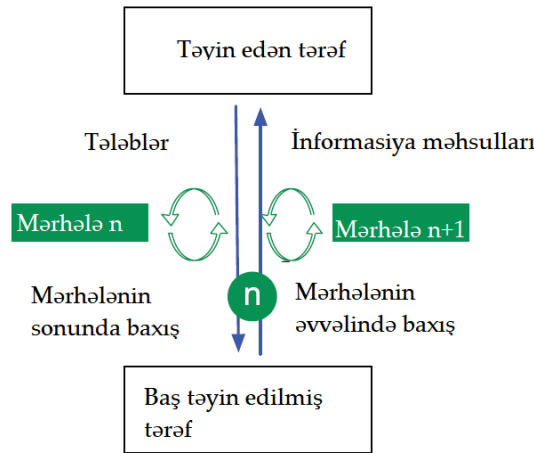 Təyin edən tərəf
Tələblər
İnformasiya məhsulları
Mərhələ n
Mərhələ n+1
n
Mərhələnin
sonunda baxış
Mərhələnin
əvvəlində baxış
Baş təyin edilmiş
tərəf